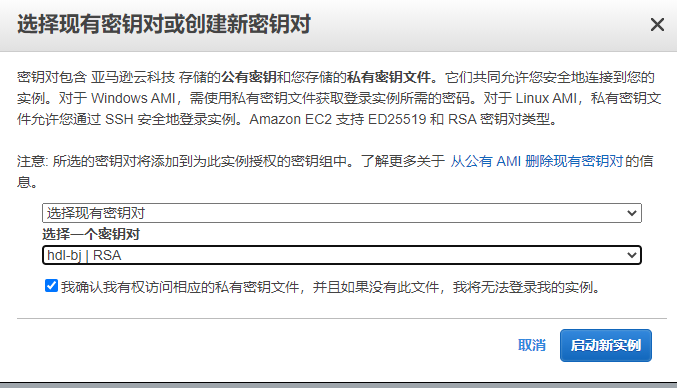 选择现有密钥对或创建新密钥对
密钥对包含 亚马逊云科技 存储的公有密钥和您存储的私有密钥文件。它们共同允许您安全地连接到您的
实例。对于 Windows AMI，需使用私有密钥文件获取登录实例所需的密码。对于 Linux AMI，私有密钥文
件允许您通过 SSH 安全地登录实例。Amazon EC2 支持 ED25519 和 RSA 密钥对类型。
注意: 所选的密钥对将添加到为此实例授权的密钥组中。了解更多关于 从公有 AMI 删除现有密钥对 的信
息。
选择现有密钥对
选择一个密钥对
hdl-bj | RSA
我确认我有权访问相应的私有密钥文件，并且如果没有此文件，我将无法登录我的实例。
取消
启动新实例